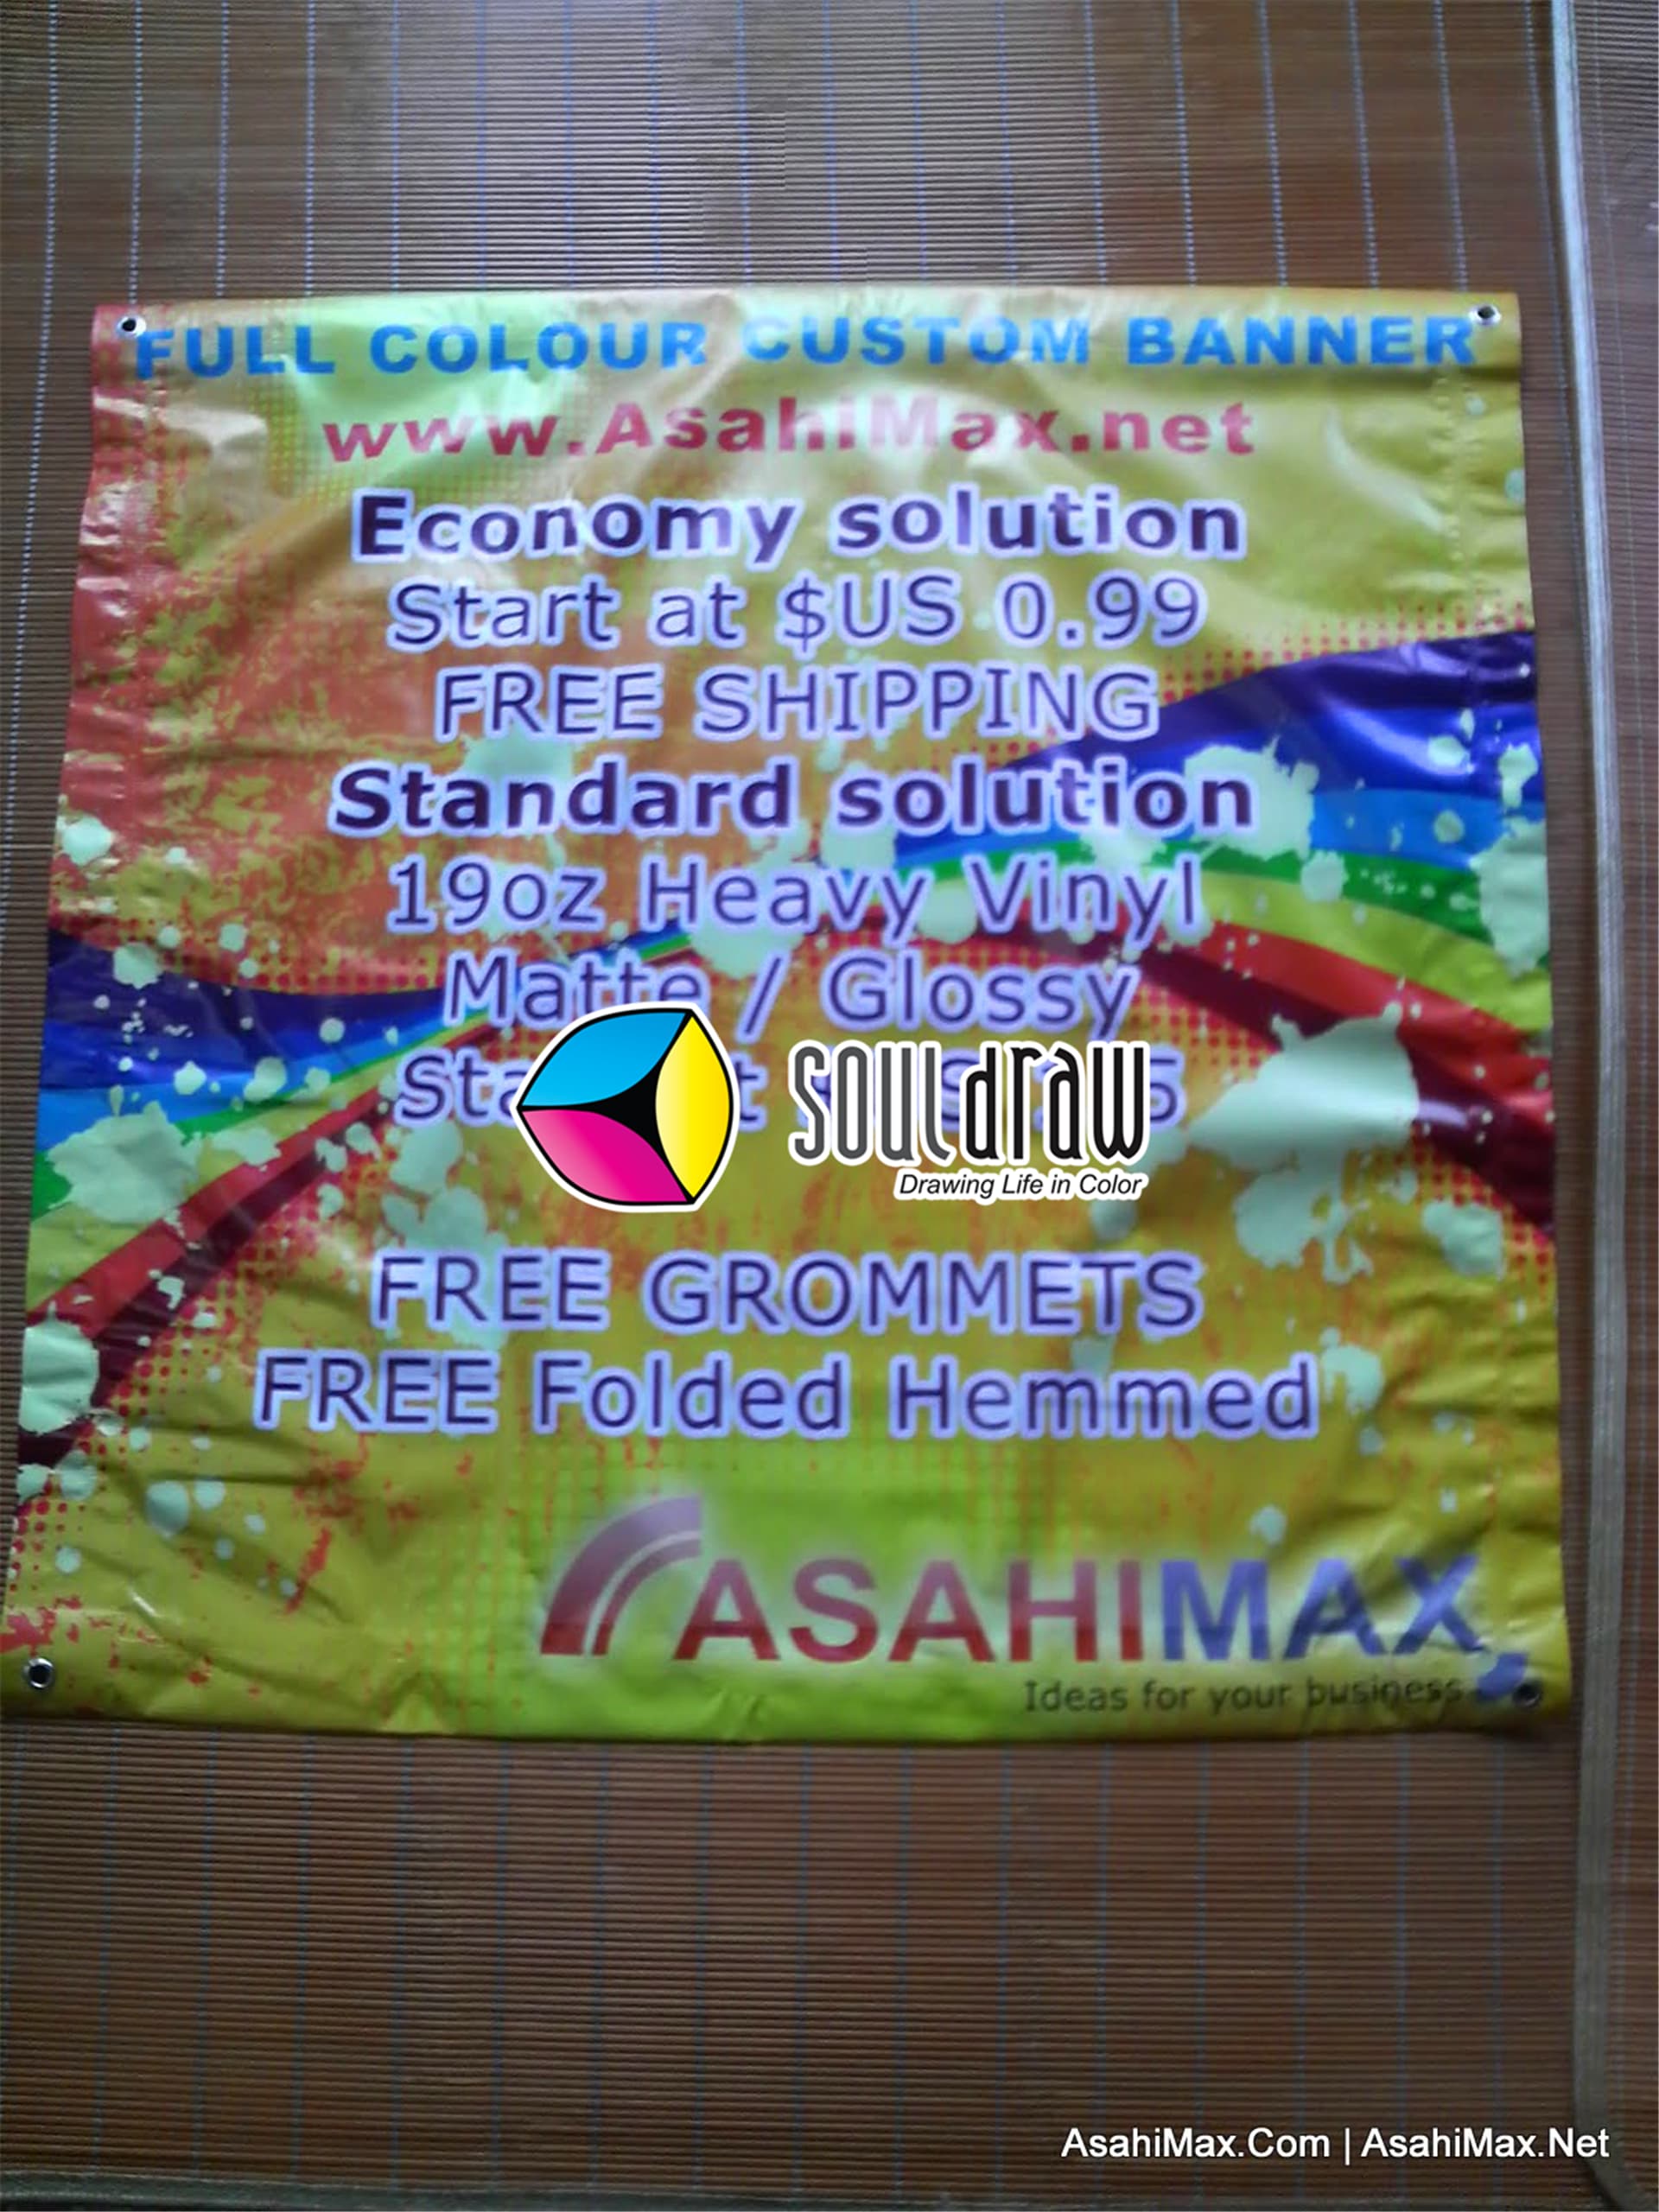 FULL COLOUR CUSTOM BANNER
www.AsahiMax.net
Economy solution
Start at $US 0.99
FREE SHIPPING
Standard solution
19oz Heavy Vinyl
Matte / Glossy
souldraw
Drawing Life in Color
FREE GROMMETS
FREE Folded Hemmed
ASAHIMAX
Ideas for your business
AsahiMax.Com | AsahiMax.Net